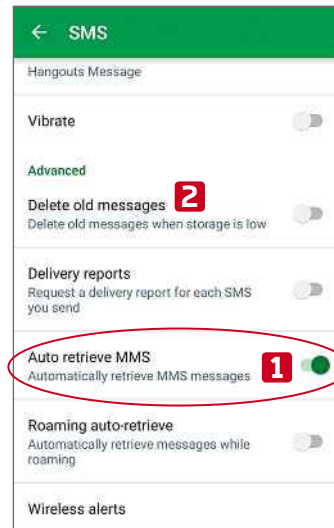 ← SMS
Hangouts Message
Vibrate
Advanced
Delete old messages 2
Delete old messages when storage is low
Delivery reports
Request a delivery report for each SMS
you send
Auto retrieve MMS
Automatically retrieve MMS messages 1
Roaming auto-retrieve
Automatically retrieve messages while
roaming
Wireless alerts